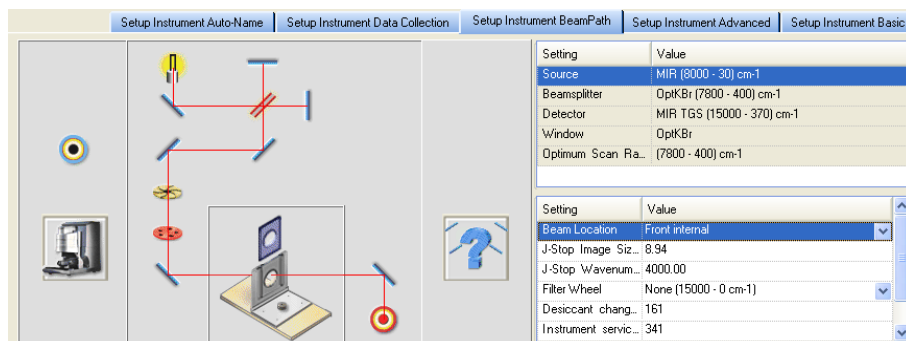 Setup Instrument Auto-Name Setup Instrument Data Collection Setup Instrument BeamPath Setup Instrument Advanced Setup Instrument Basic
Setting Value
Source MIR (8000 - 30) cm-1
Beamsplitter OptKBr (7800 - 400) cm-1
Detector MIR TGS (15000 - 370) cm-1
Window OptKBr
Optimum Scan Ra... (7800 - 400) cm-1
Setting Value
Beam Location Front internal
J-Stop Image Siz... 8.94
J-Stop Wavenum... 4000.00
Filter Wheel None (15000 - 0 cm-1)
Desiccant chang... 161
Instrument servic... 341
?